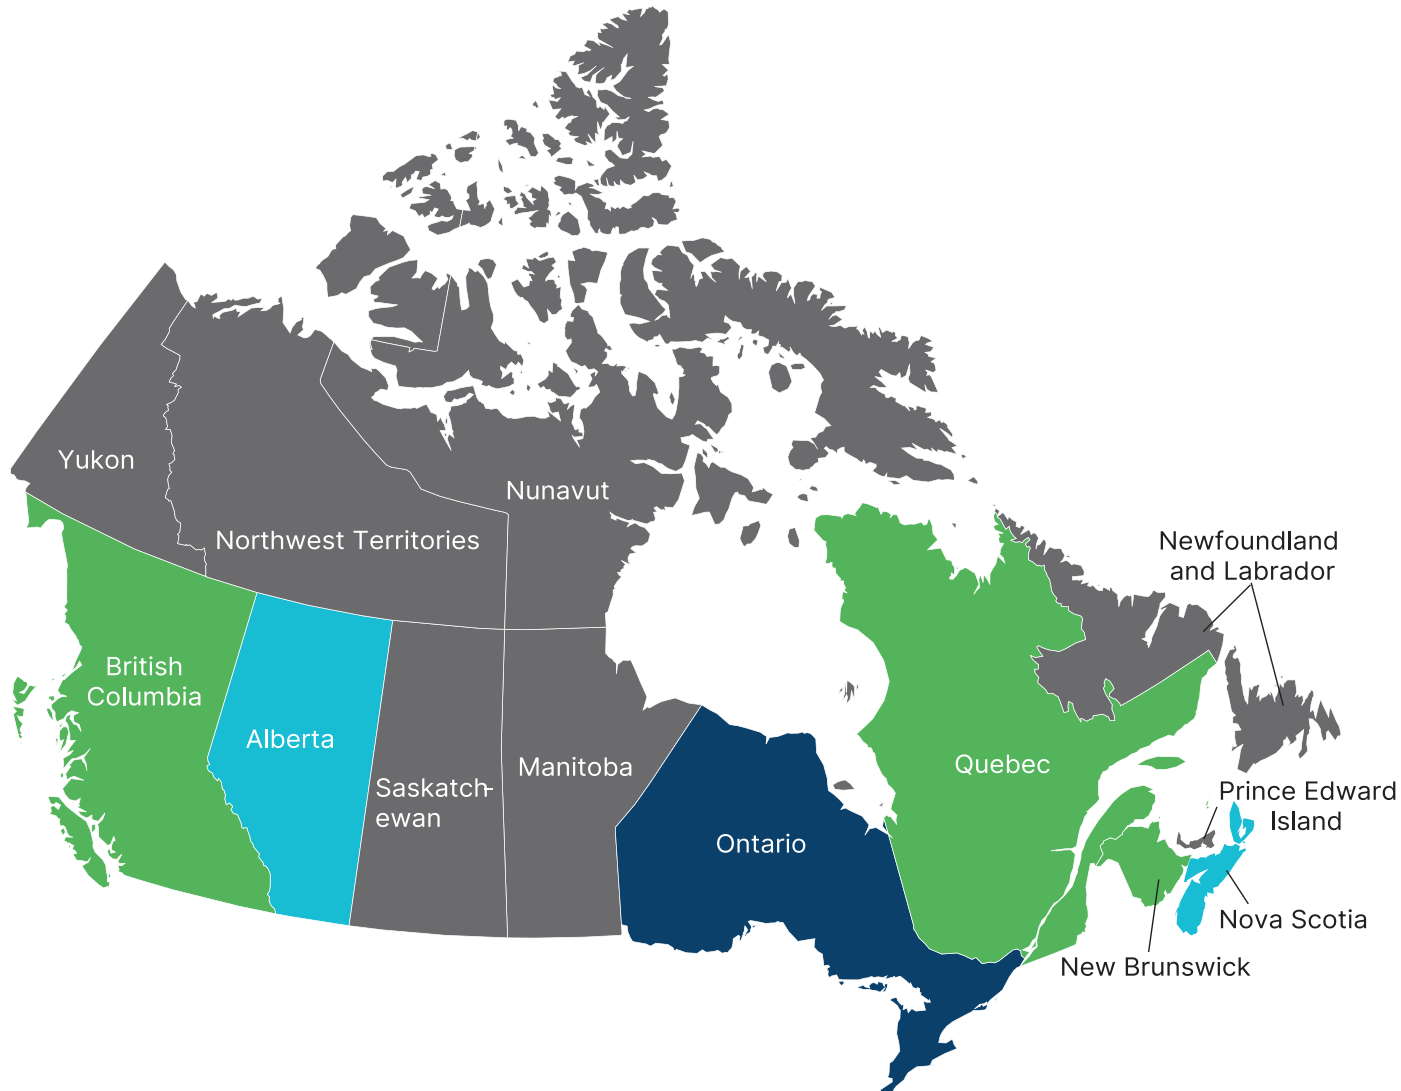 Yukon
Nunavut
Northwest Territories
Newfoundland
and Labrador
British
Columbia
Alberta
Saskatch-
ewan
Manitoba
Quebec
Prince Edward
Island
Ontario
Nova Scotia
New Brunswick